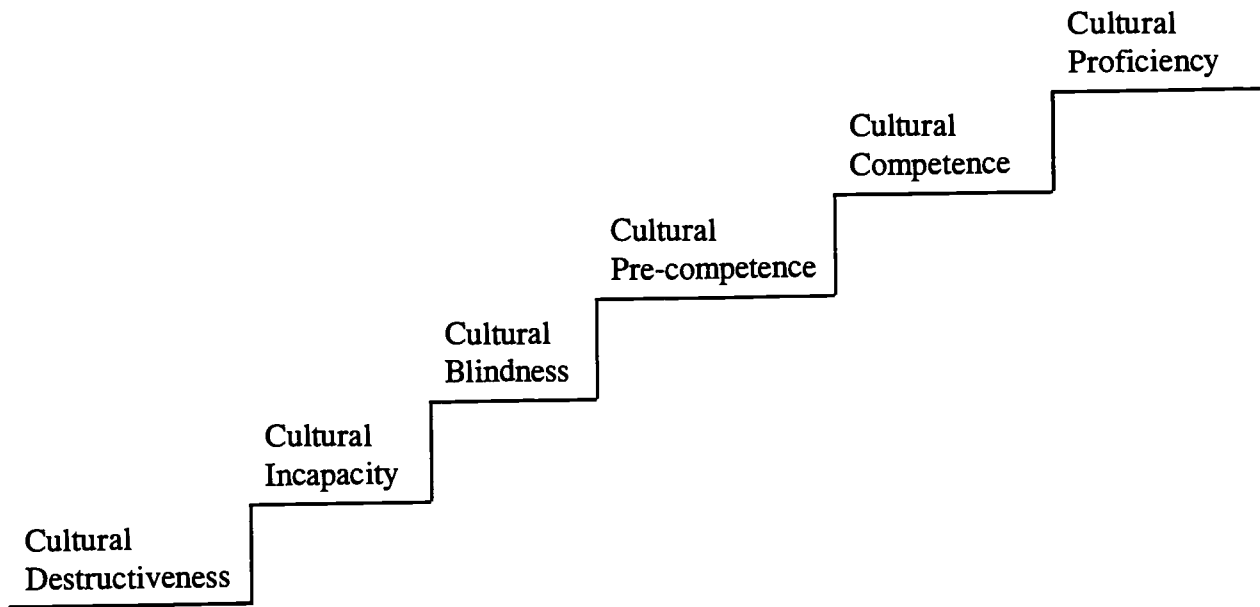 Cultural
Proficiency
Cultural
Competence
Cultural
Pre-competence
Cultural
Blindness
Cultural
Incapacity
Cultural
Destructiveness